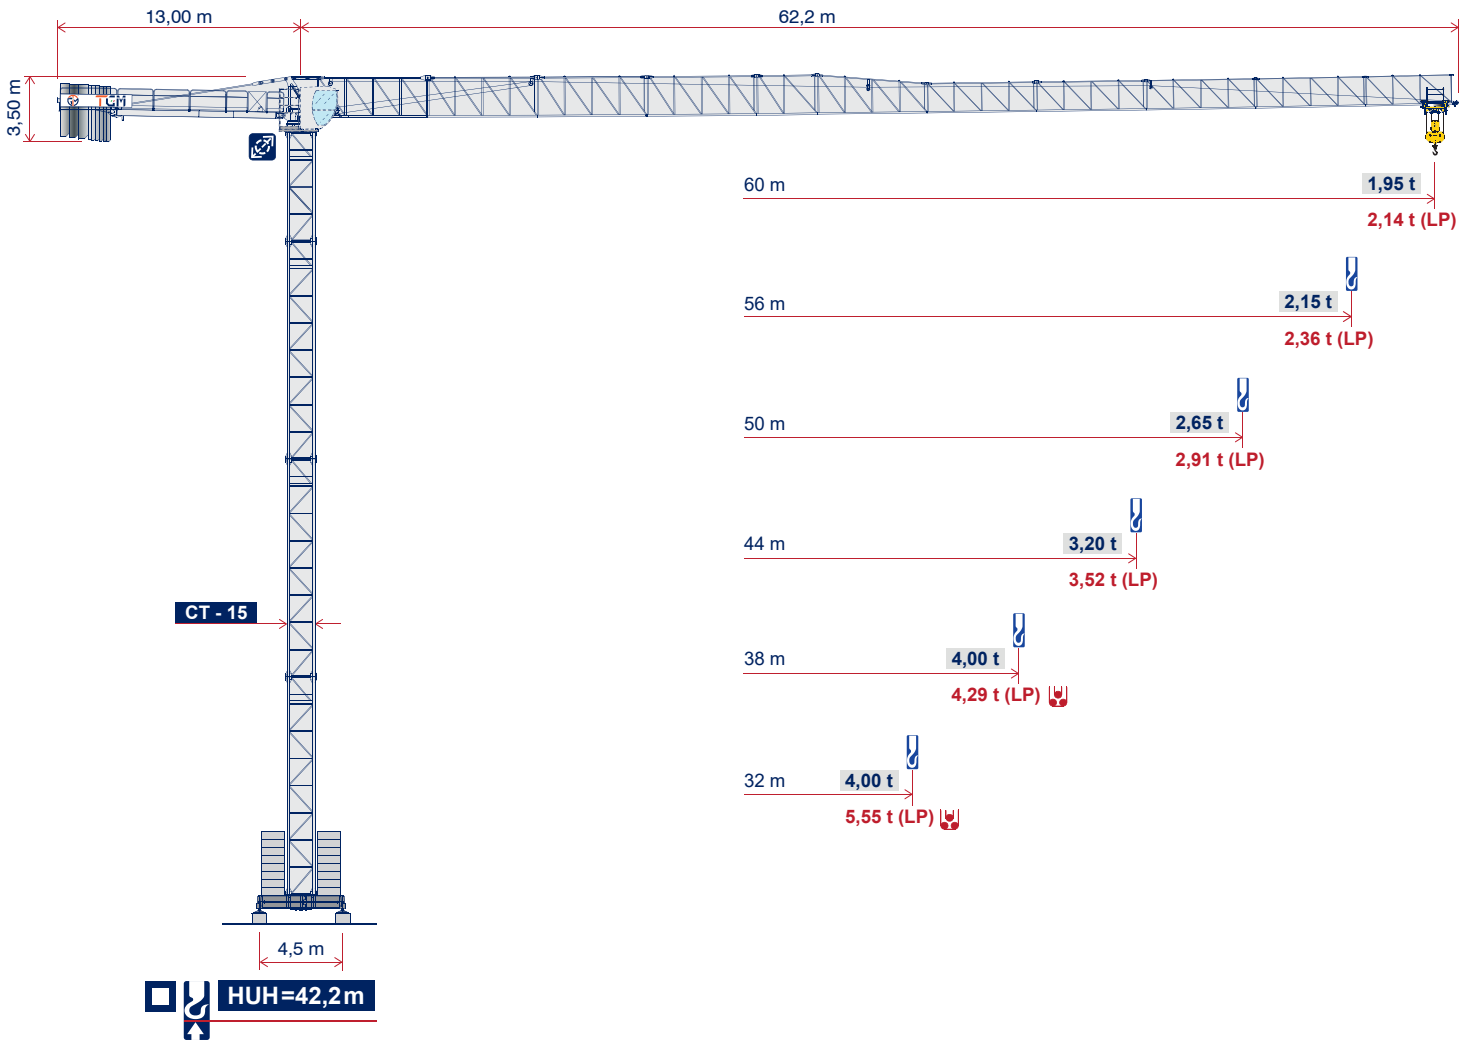 13,00 m
62,2 m
3,50 m
TGM
60 m
1,95 t
2,14 t (LP)
56 m
2,15 t
2,36 t (LP)
50 m
2,65 t
2,91 t (LP)
44 m
3,20 t
3,52 t (LP)
CT - 15
38 m
4,00 t
4,29 t (LP)
32 m
4,00 t
5,55 t (LP)
4,5 m
HUH=42,2m